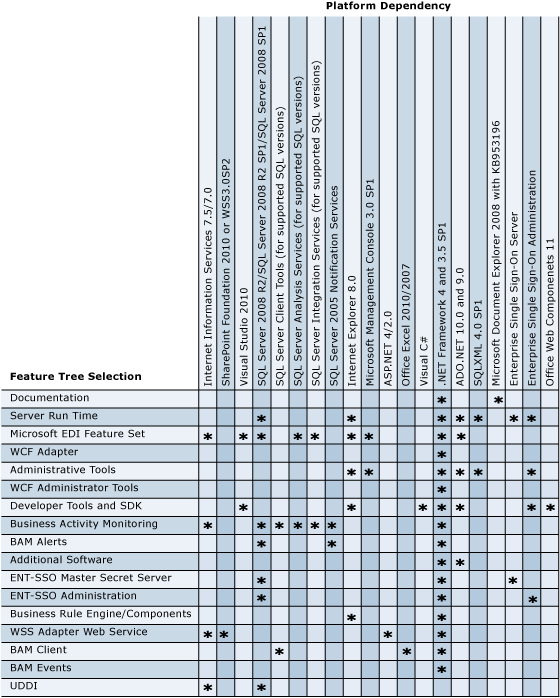 Platform Dependency
Internet Information Services 7.5/7.0
SharePoint Foundation 2010 or WSS3.0SP2
Visual Studio 2010
SQL Server 2008 R2/SQL Server 2008 R2 SP1/SQL Server 2008 SP1
SQL Server Client Tools (for supported SQL versions)
SQL Server Analysis Services (for supported SQL versions)
SQL Server Integration Services (for supported SQL versions)
SQL Server 2005 Notification Services
Internet Explorer 8.0
Microsoft Management Console 3.0 SP1
ASP.NET 4/2.0
Office Excel 2010/2007
Visual C#
.NET Framework 4 and 3.5 SP1
ADO.NET 10.0 and 9.0
SQLXML 4.0 SP1
Microsoft Document Explorer 2008 with KB953196
Enterprise Single Sign-On Server
Enterprise Single Sign-On Administration
Office Web Componenets 11
Feature Tree Selection
Documentation * *
Server Run Time * * * * * * *
Microsoft EDI Feature Set * * * * * * * * *
WCF Adapter *
Administrative Tools * * * * * *
WCF Administrator Tools *
Developer Tools and SDK * * * * * * *
Business Activity Monitoring * * * * * * *
BAM Alerts * * *
Additional Software * *
ENT-SSO Master Secret Server * * *
ENT-SSO Administration * * *
Business Rule Engine/Components * *
WSS Adapter Web Service * * * *
BAM Client * * *
BAM Events *
UDDI * *